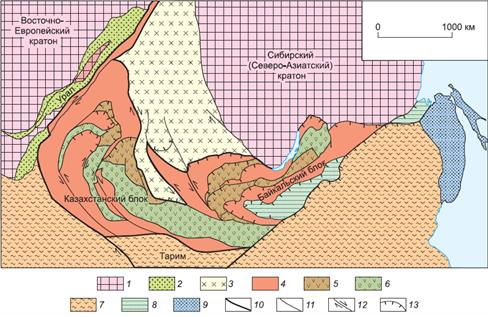 Восточно-
Европейский
кратон
Сибирский
(Северо-Азиатский)
кратон
0 1000 км
Урал
Казахстанский блок
Байкальский блок
Тарим
1 2 3 4 5 6
7 8 9 10 11 12 13